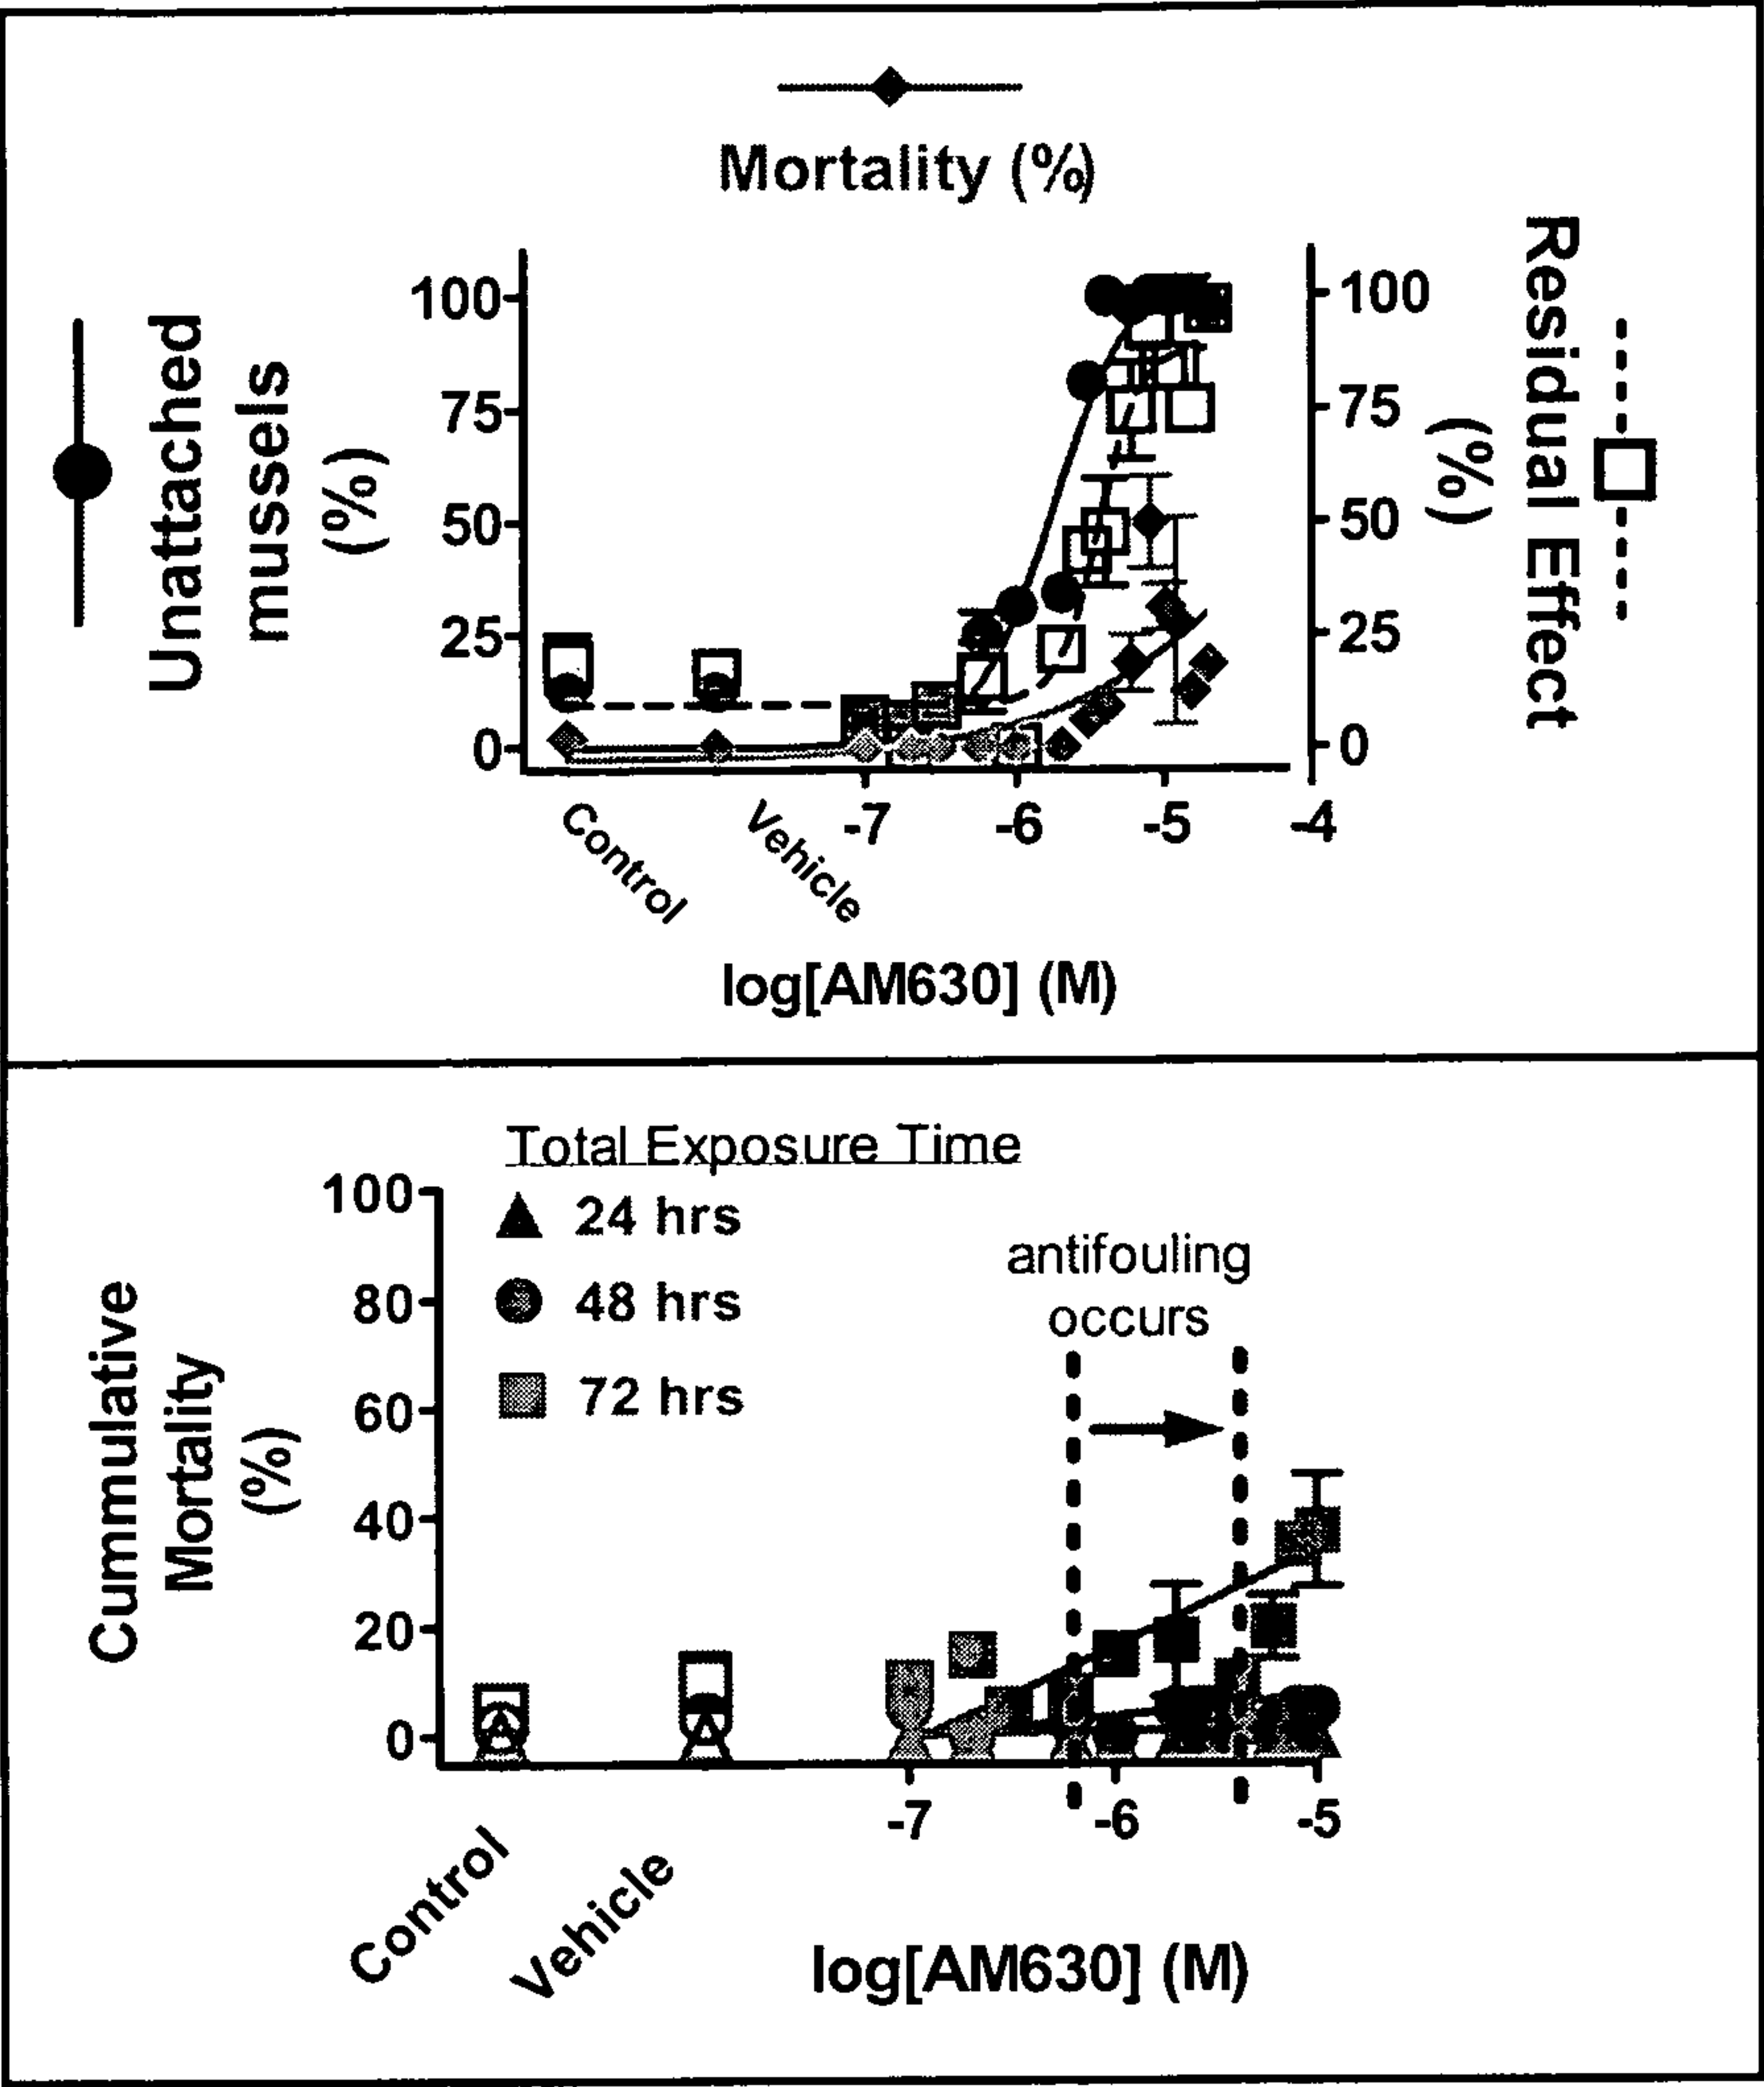 Mortality (%)
Unattached
mussels
(%)
100
75
50
25
0
100
75
50
25
0
Residual Effect
(%)
Control
Vehicle
-7
-6
-5
-4
log[AM630] (M)
Total Exposure Time
24 hrs
48 hrs
72 hrs
antifouling
occurs
Cummulative
Mortality
(%)
100
80
60
40
20
0
-7
-6
-5
Control
Vehicle
log[AM630] (M)